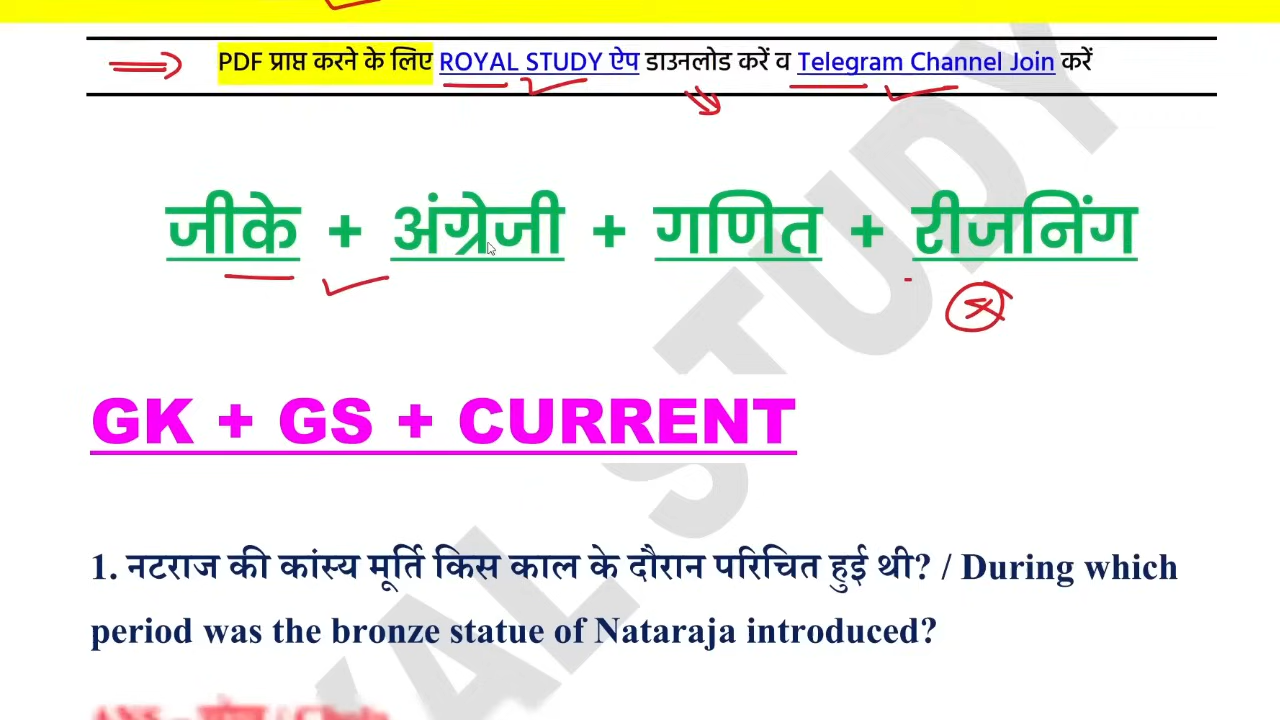 PDF प्राप्त करने के लिए ROYAL STUDY ऐप डाउनलोड करें व Telegram Channel Join करें
जीके + अंग्रेजी + गणित + रीजनिंग
GK + GS + CURRENT
1. नटराज की कांस्य मूर्ति किस काल के दौरान परिचित हुई थी? / During which
period was the bronze statue of Nataraja introduced?